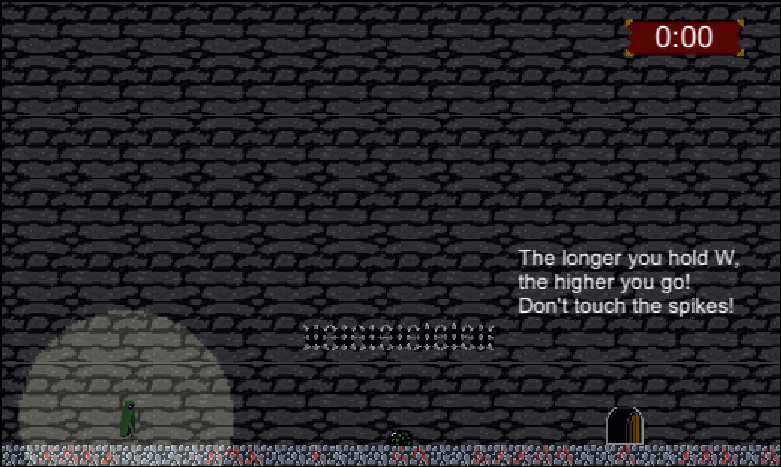 0:00
The longer you hold W,
the higher you go!
Don't touch the spikes!